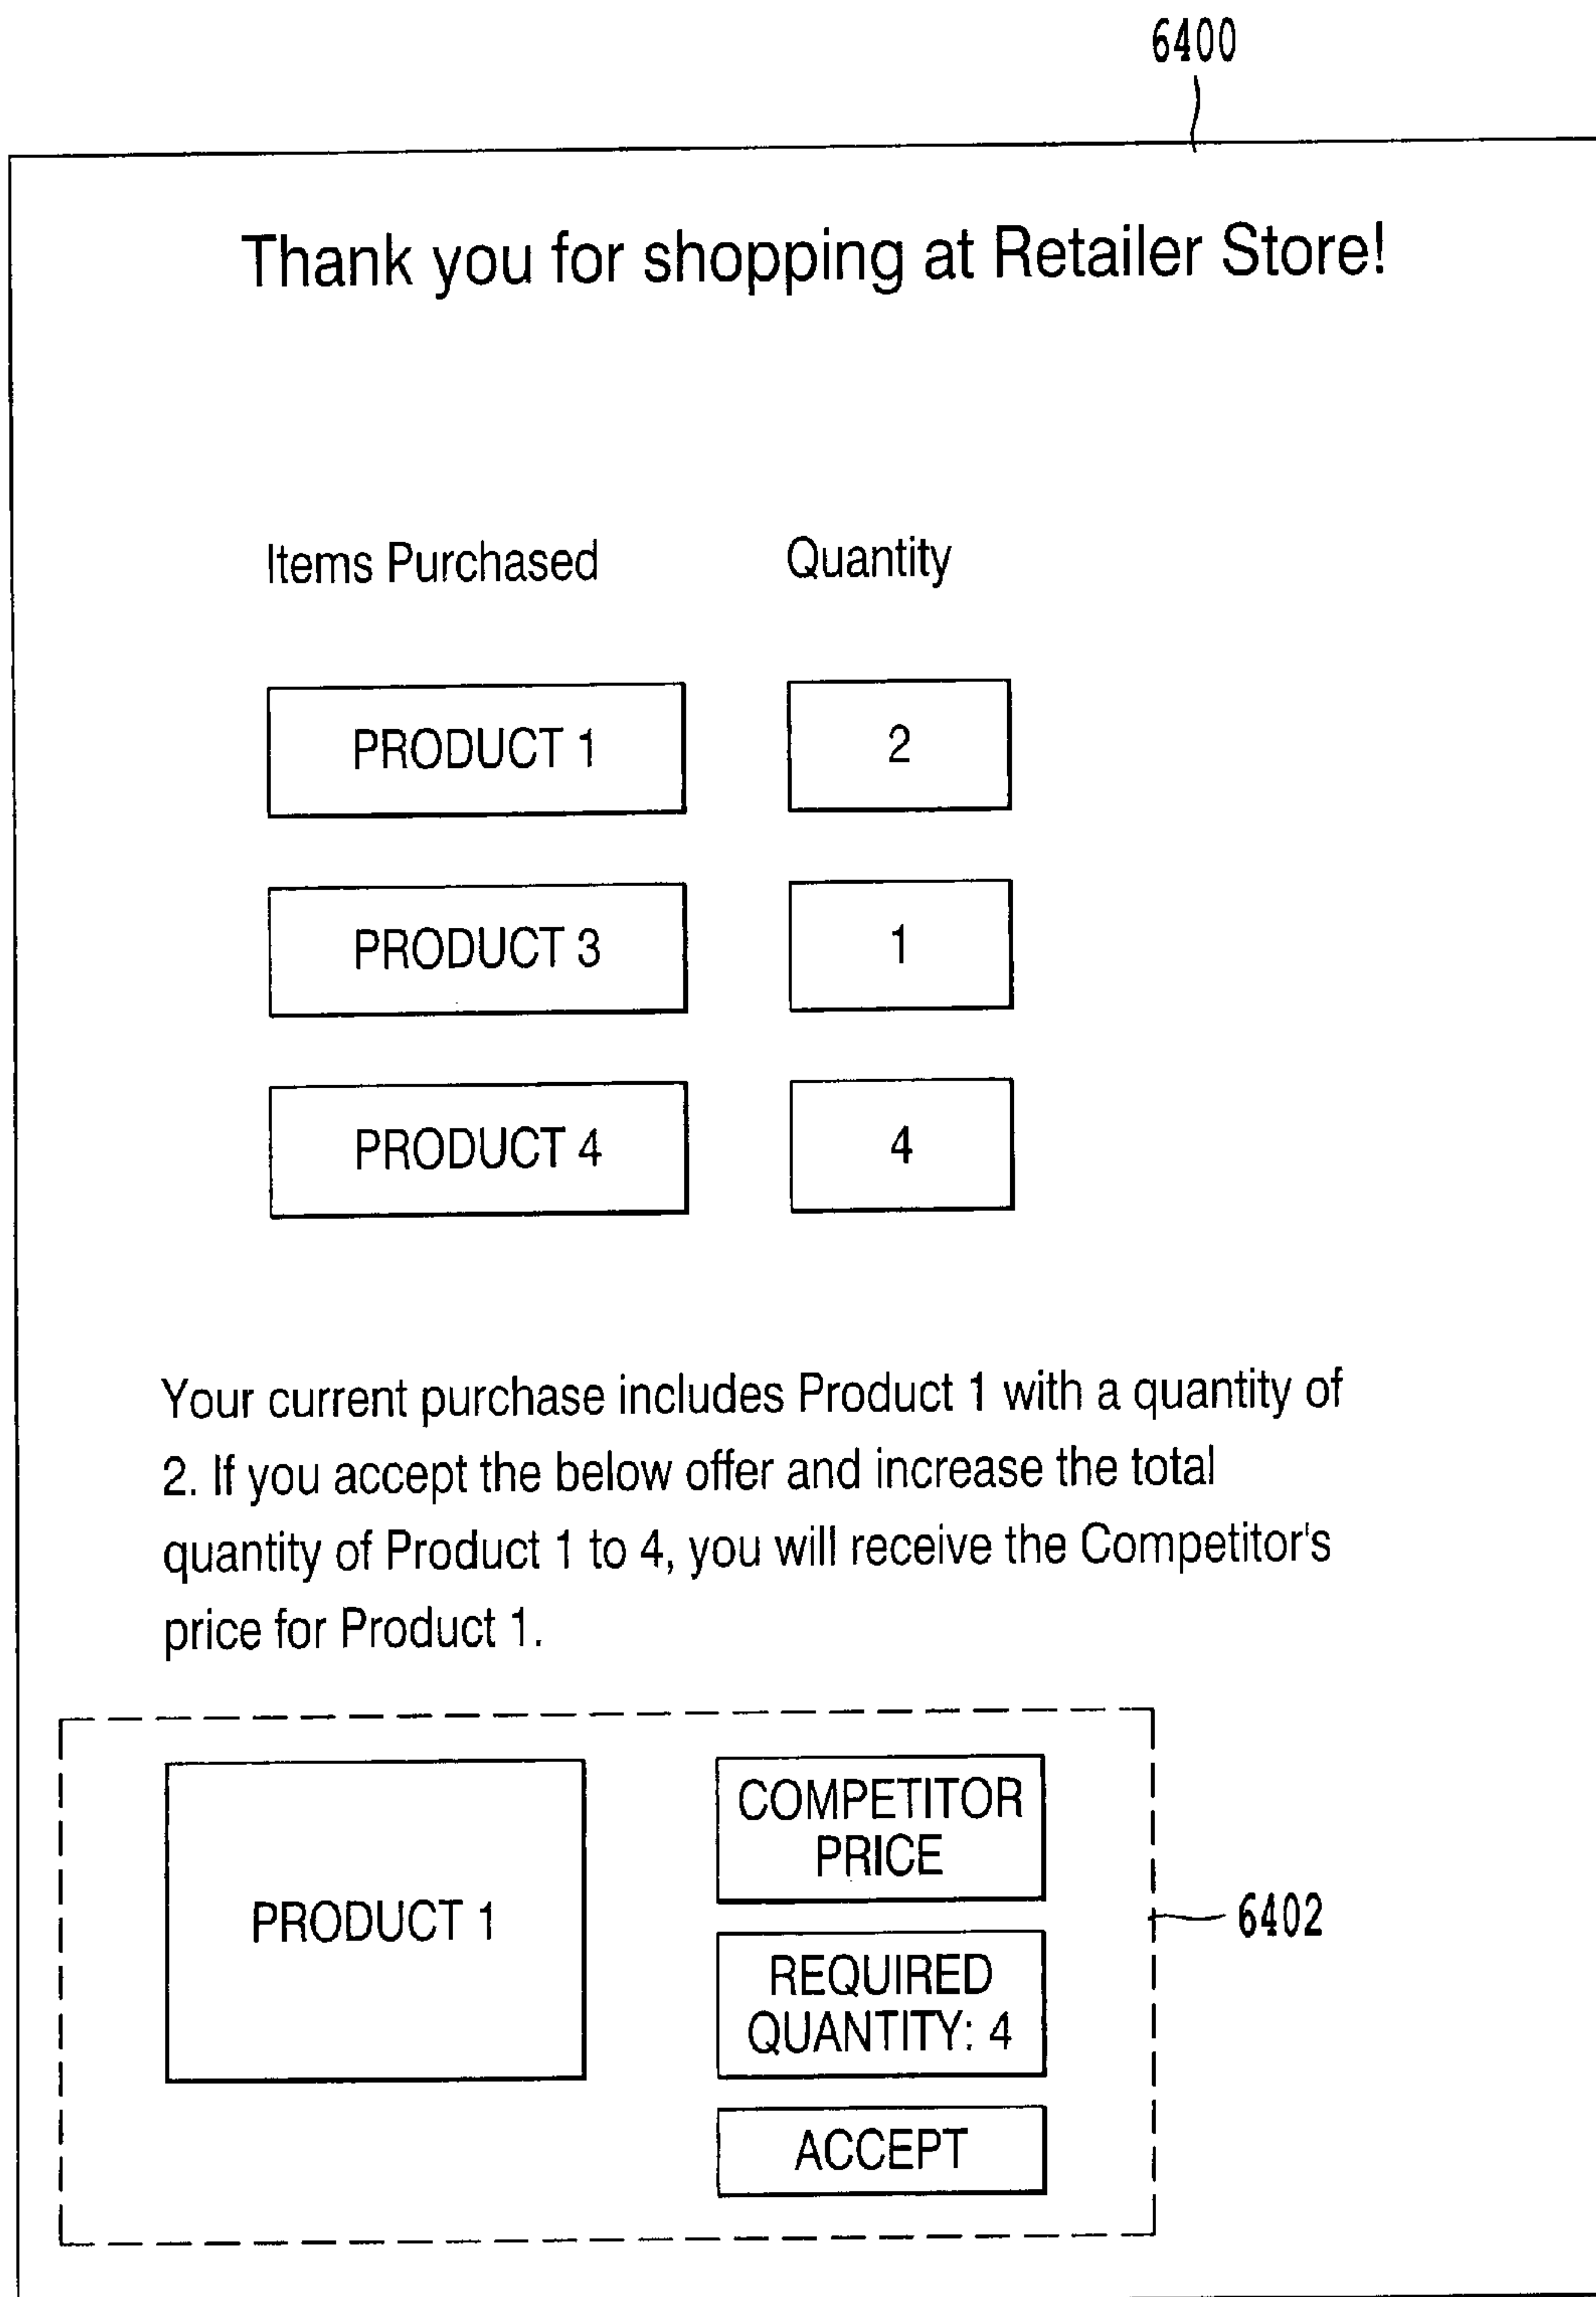 6400
Thank you for shopping at Retailer Store!
Items Purchased Quantity
PRODUCT 1 2
PRODUCT 3 1
PRODUCT 4 4
Your current purchase includes Product 1 with a quantity of
2. If you accept the below offer and increase the total
quantity of Product 1 to 4, you will receive the Competitor's
price for Product 1.
PRODUCT 1
COMPETITOR
PRICE
REQUIRED
QUANTITY: 4
ACCEPT
6402